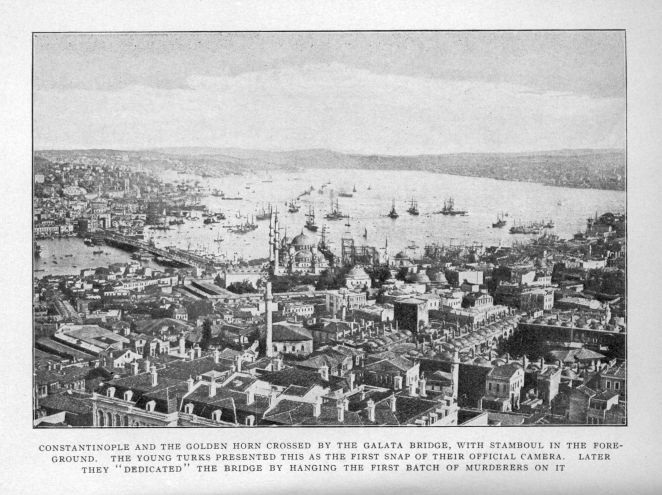 CONSTANTINOPLE AND THE GOLDEN HORN CROSSED BY THE GALATA BRIDGE, WITH STAMBOUL IN THE FORE-
GROUND. THE YOUNG TURKS PRESENTED THIS AS THE FIRST SNAP OF THEIR OFFICIAL CAMERA. LATER
THEY "DEDICATED" THE BRIDGE BY HANGING THE FIRST BATCH OF MURDERERS ON IT